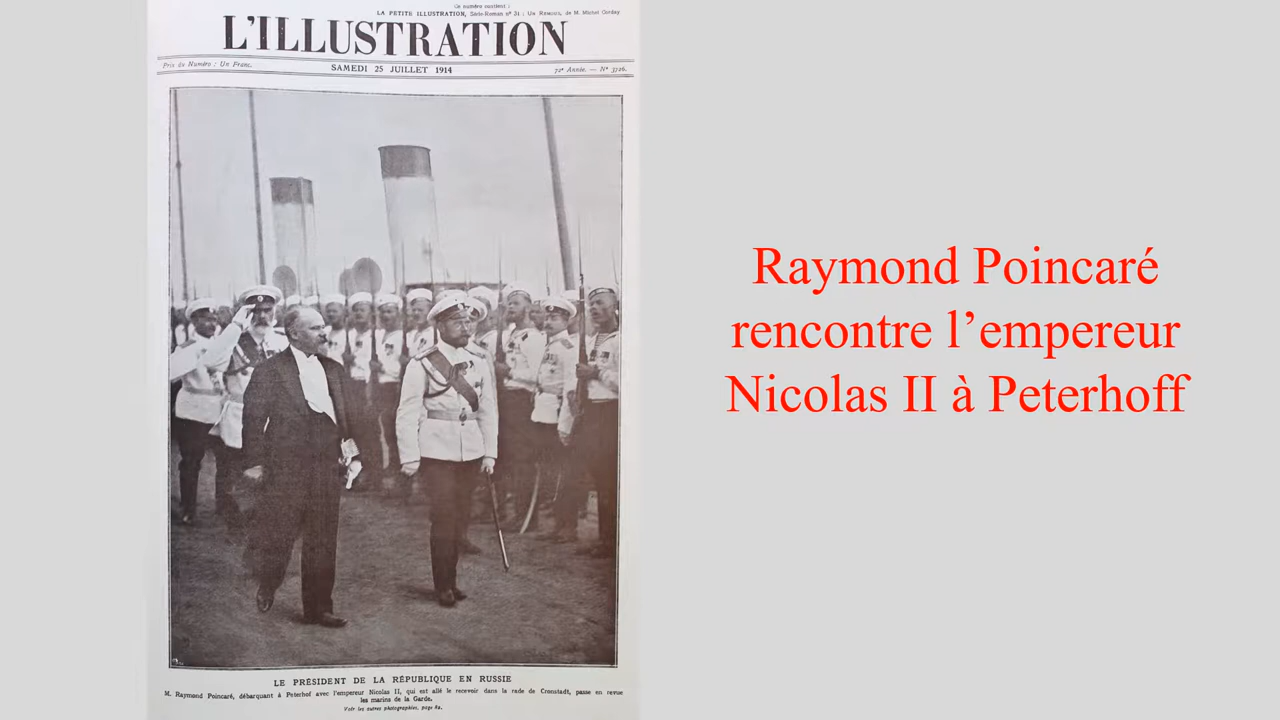 Ce numéro contient :
LA PETITE ILLUSTRATION, Série-Roman nº 31 : Un Remous, de M. Michel Corday
L'ILLUSTRATION
Prix du Numéro : Un Franc.
SAMEDI 25 JUILLET 1914
72e Année. — Nº 3726.
Raymond Poincaré
rencontre l’empereur
Nicolas II à Peterhoff
LE PRÉSIDENT DE LA RÉPUBLIQUE EN RUSSIE
M. Raymond Poincaré, débarquant à Peterhof avec l'empereur Nicolas II, qui est allé le recevoir dans la rade de Cronstadt, passe en revue
les marins de la Garde.
Voir les autres photographies, page 82.